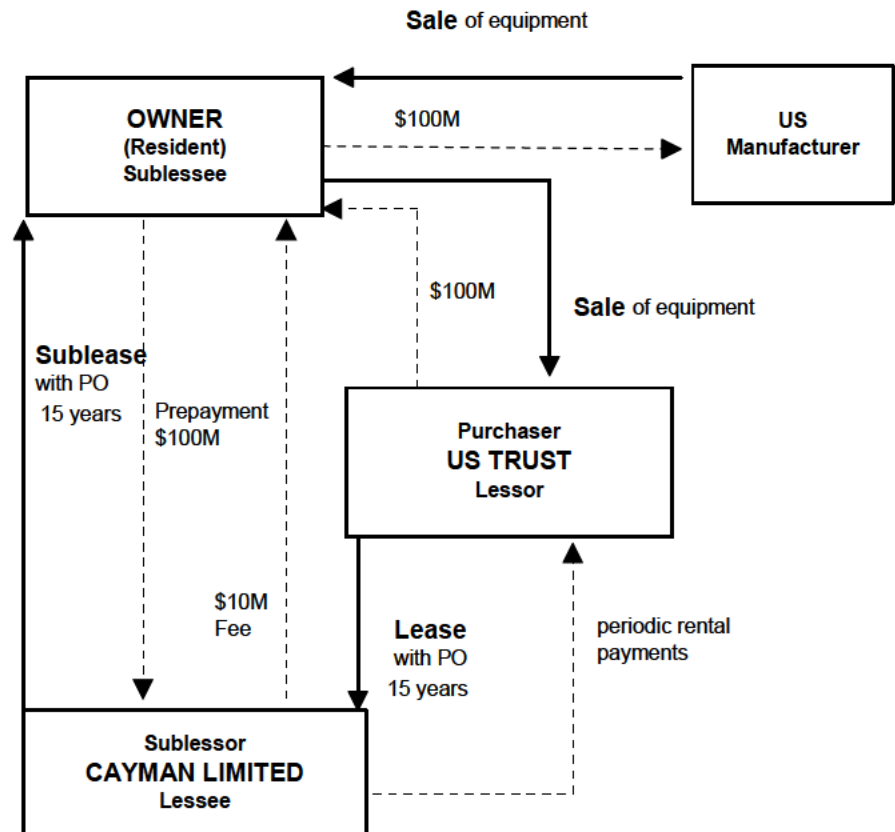 Sale of equipment
OWNER
(Resident)
Sublessee
$100M
US
Manufacturer
$100M
Sale of equipment
Sublease
with PO
15 years
Prepayment
$100M
Purchaser
US TRUST
Lessor
$10M
Fee
Lease
with PO
15 years
periodic rental
payments
Sublessor
CAYMAN LIMITED
Lessee